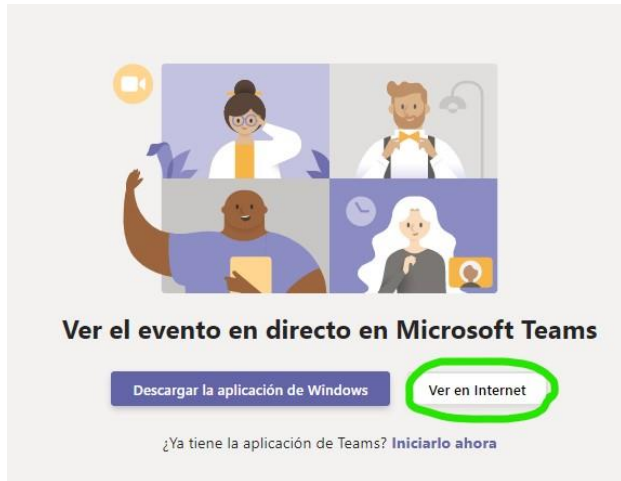 Ver el evento en directo en Microsoft Teams
Descargar la aplicación de Windows
Ver en Internet
¿Ya tiene la aplicación de Teams? Iniciarlo ahora